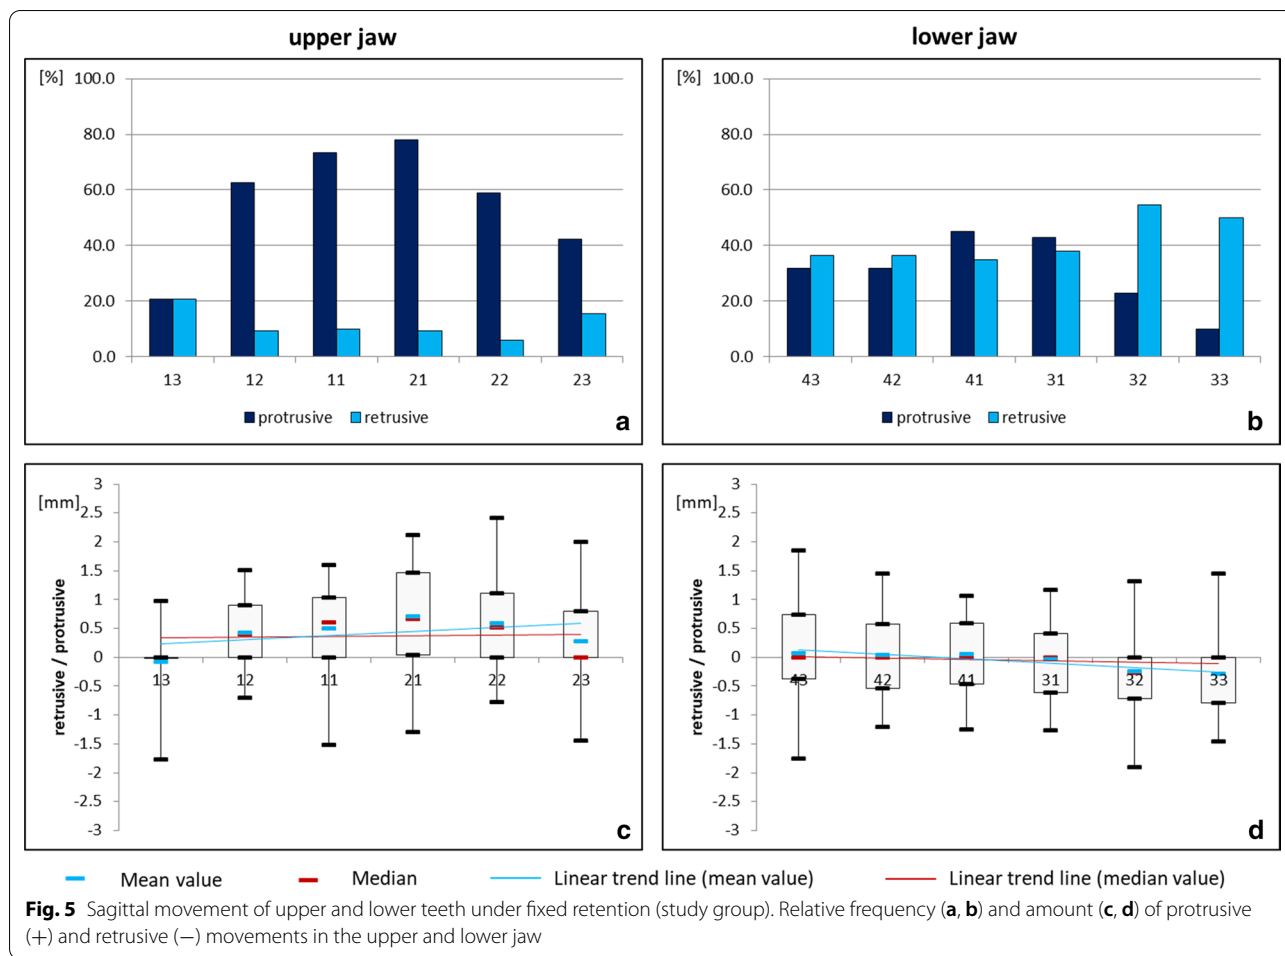 upper jaw
lower jaw
[%] 100.0
80.0
60.0
40.0
20.0
0.0
13 12 11 21 22 23
protrusive retrusive
a
[%] 100.0
80.0
60.0
40.0
20.0
0.0
43 42 41 31 32 33
protrusive retrusive
b
[mm]
retrusive / protrusive
3
2.5
2
1.5
1
0.5
0
-0.5
-1
-1.5
-2
-2.5
-3
13 12 11 21 22 23
c
[mm]
retrusive / protrusive
3
2.5
2
1.5
1
0.5
0
-0.5
-1
-1.5
-2
-2.5
-3
43 42 41 31 32 33
d
Mean value Median Linear trend line (mean value) Linear trend line (median value)
Fig. 5 Sagittal movement of upper and lower teeth under fixed retention (study group). Relative frequency (a, b) and amount (c, d) of protrusive
(+) and retrusive (−) movements in the upper and lower jaw